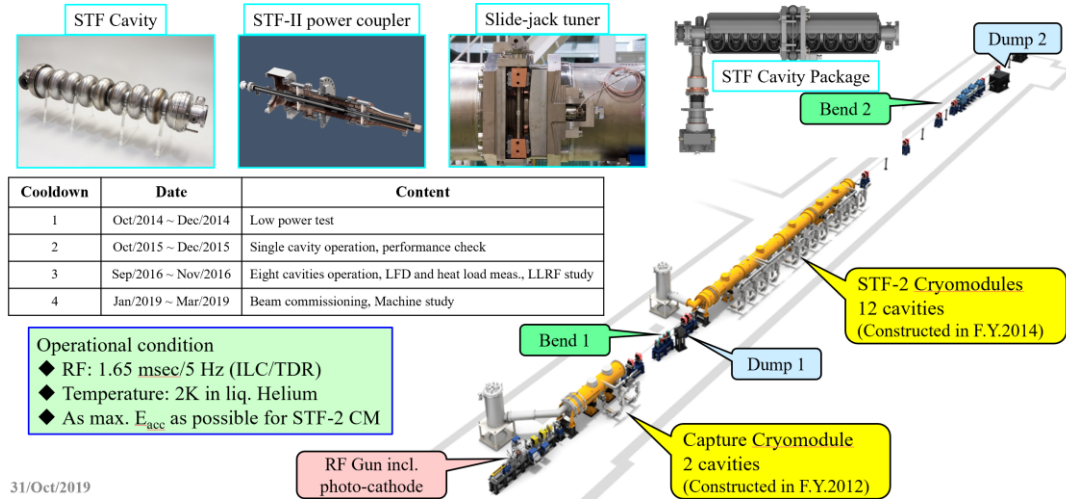 STF Cavity
STF-II power coupler
Slide-jack tuner
STF Cavity Package
Dump 2
Bend 2
Cooldown Date Content
1 Oct/2014 ~ Dec/2014 Low power test
2 Oct/2015 ~ Dec/2015 Single cavity operation, performance check
3 Sep/2016 ~ Nov/2016 Eight cavities operation, LFD and heat load meas., LLRF study
4 Jan/2019 ~ Mar/2019 Beam commissioning, Machine study
STF-2 Cryomodules
12 cavities
(Constructed in F.Y.2014)
Bend 1
Dump 1
Operational condition
◆ RF: 1.65 msec/5 Hz (ILC/TDR)
◆ Temperature: 2K in liq. Helium
◆ As max. E_acc as possible for STF-2 CM
Capture Cryomodule
2 cavities
(Constructed in F.Y.2012)
RF Gun incl.
photo-cathode
31/Oct/2019